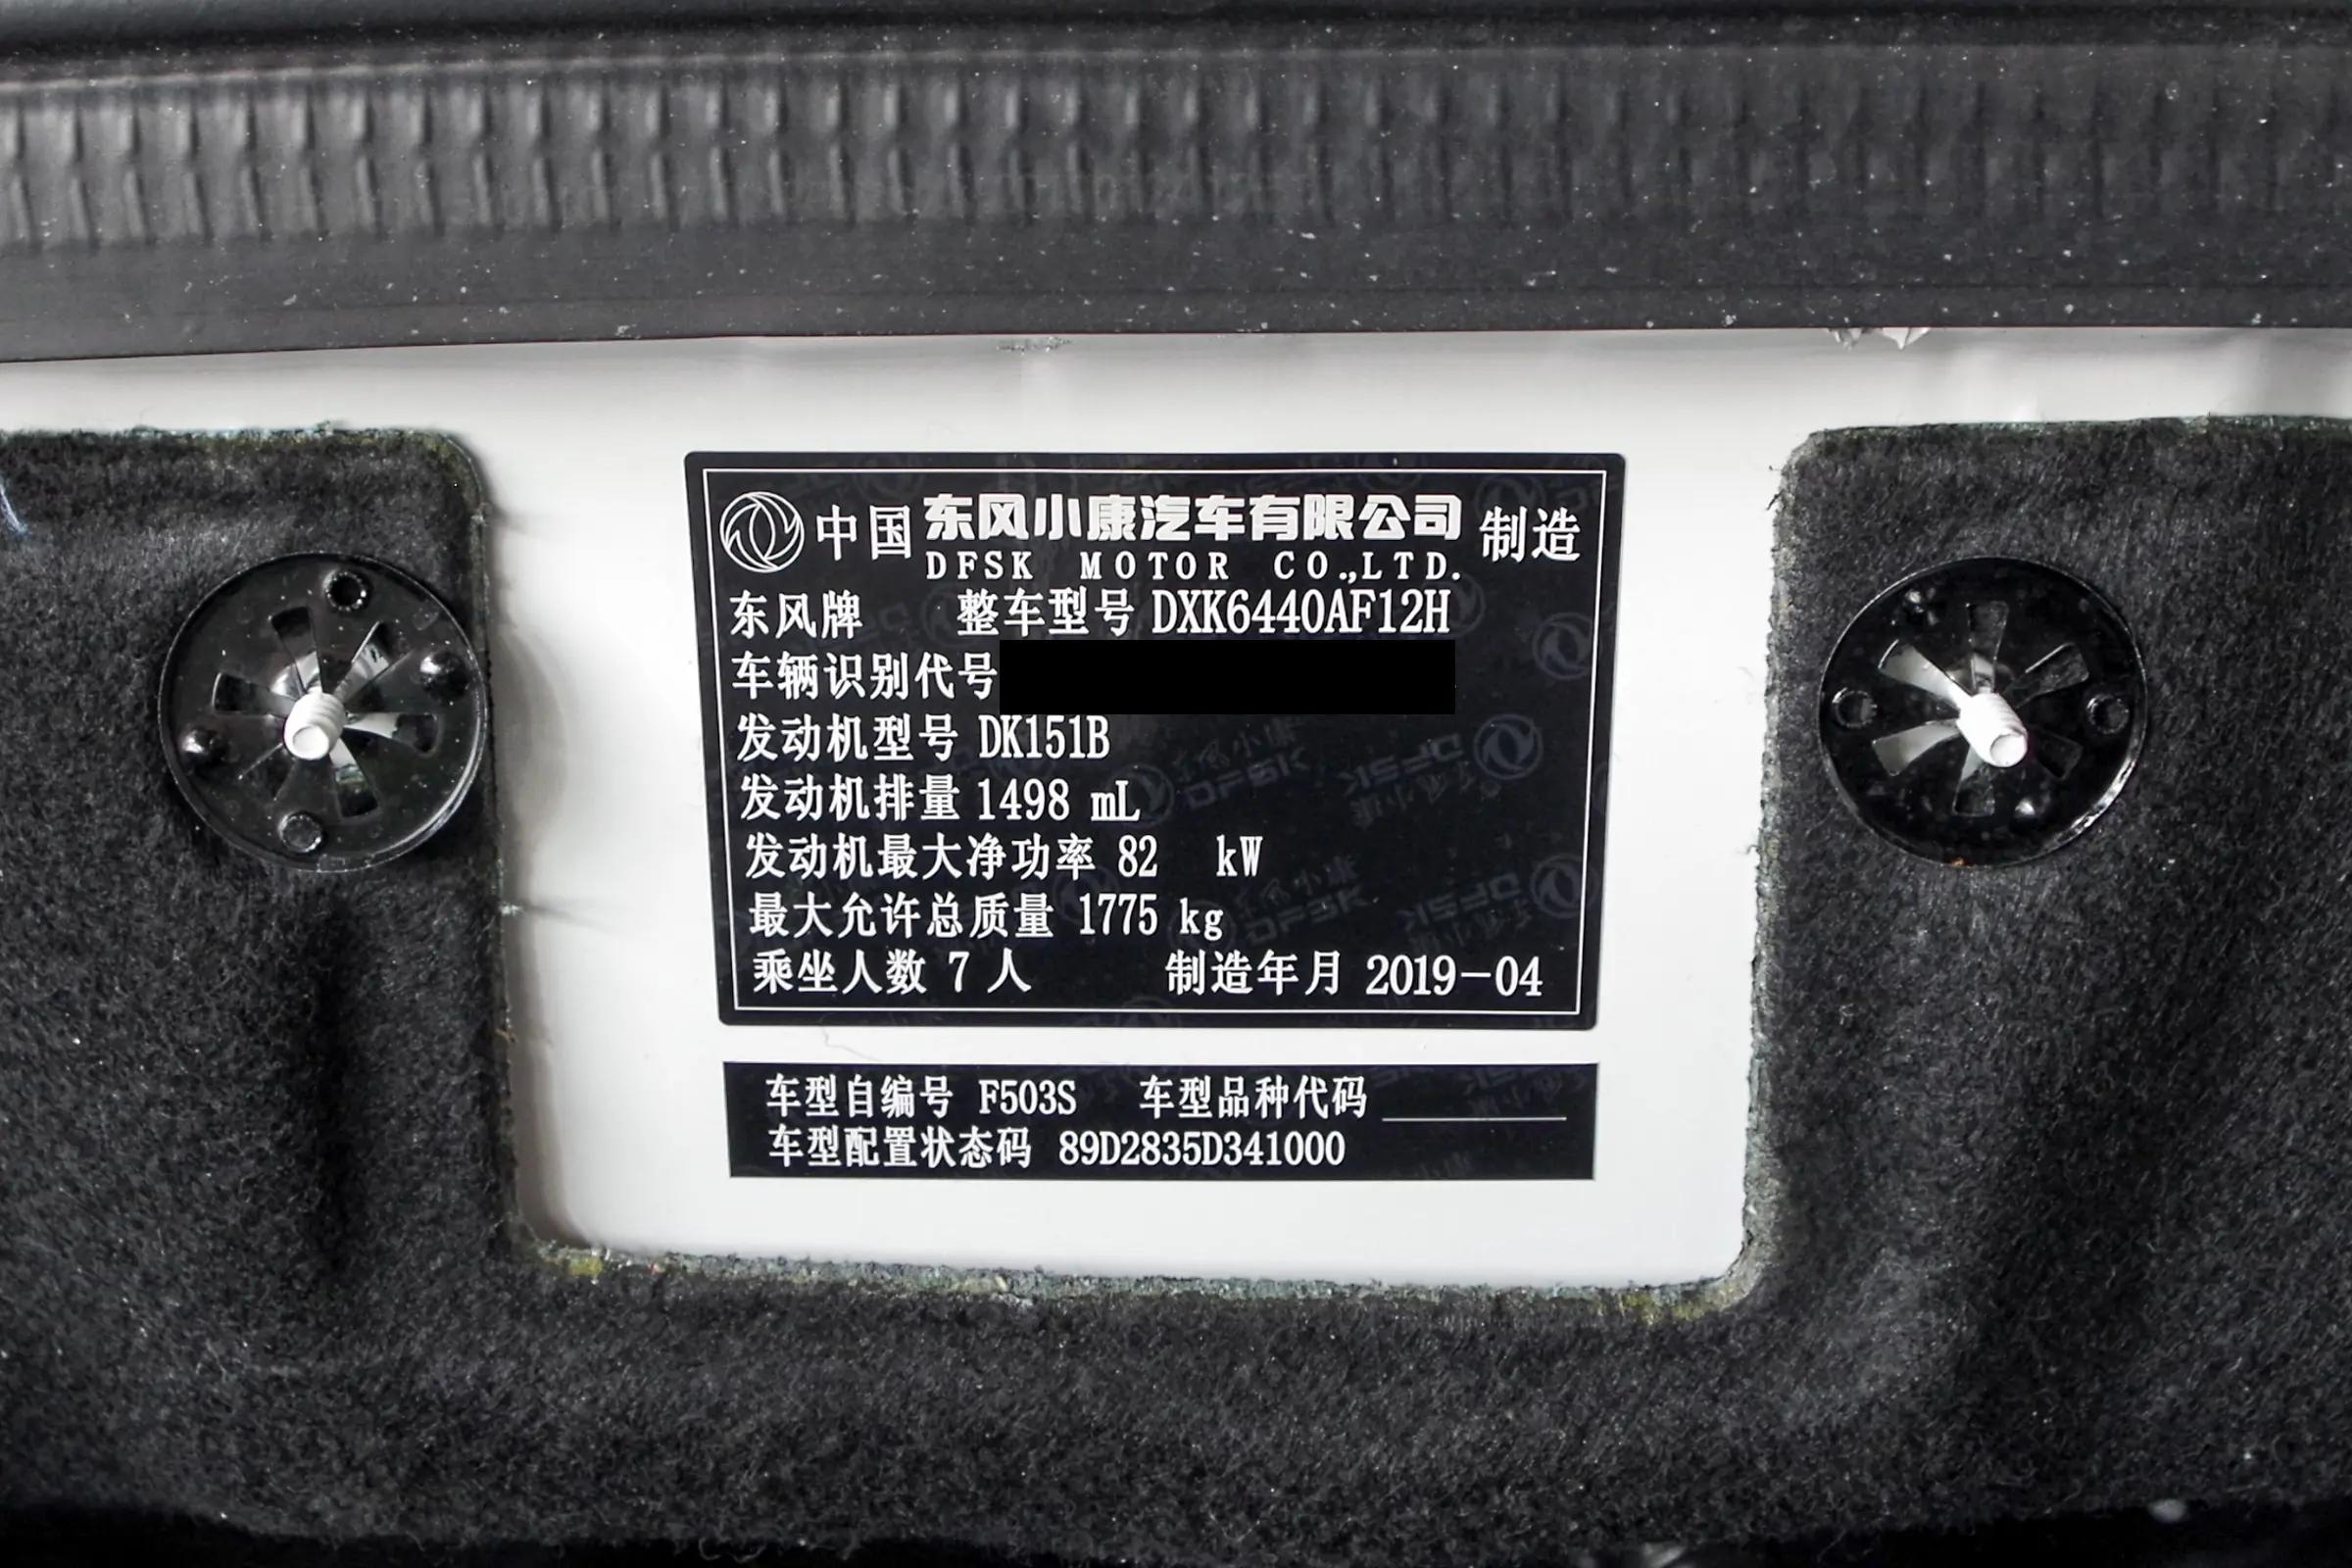 中国 东风小康汽车有限公司 制造
DFSK MOTOR CO.,LTD.
东风牌 整车型号 DXK6440AF12H
车辆识别代号
发动机型号 DK151B
发动机排量 1498 mL
发动机最大净功率 82 kW
最大允许总质量 1775 kg
乘坐人数 7 人 制造年月 2019-04
车型自编号 F503S 车型品种代码
车型配置状态码 89D2835D341000